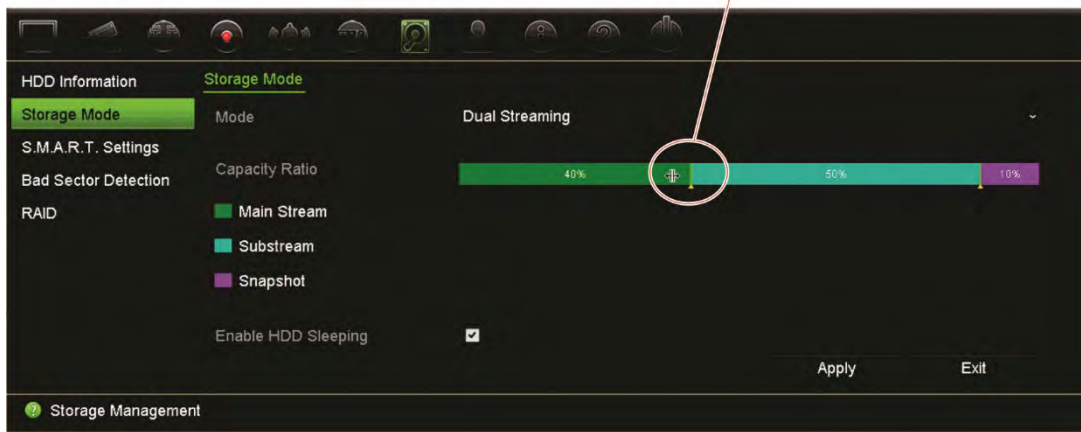 HDD Information
Storage Mode
S.M.A.R.T. Settings
Bad Sector Detection
RAID
Storage Mode
Mode
Dual Streaming
Capacity Ratio
40%
50%
10%
Main Stream
Substream
Snapshot
Enable HDD Sleeping
Apply
Exit
Storage Management